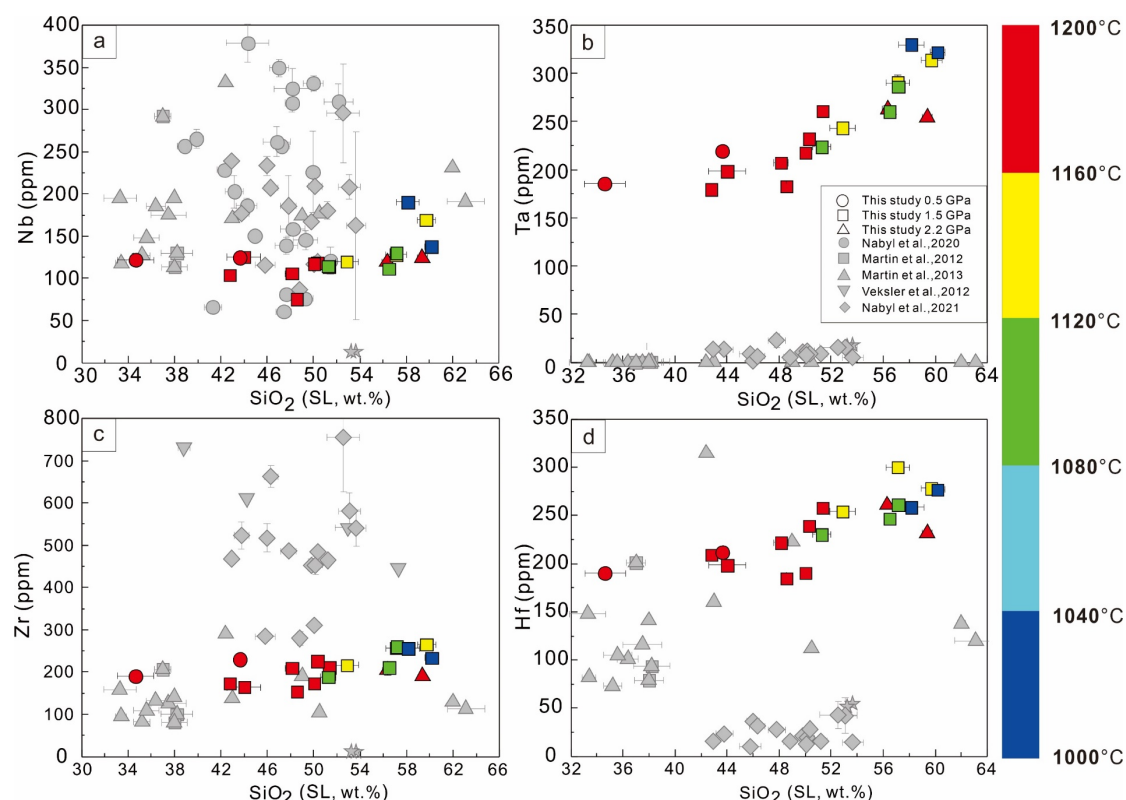 a
400
350
300
250
200
150
100
50
0
Nb (ppm)
30 34 38 42 46 50 54 58 62 66
SiO2 (SL, wt.%)
b
350
300
250
200
150
100
50
0
Ta (ppm)
32 36 40 44 48 52 56 60 64
SiO2 (SL, wt.%)
This study 0.5 GPa
This study 1.5 GPa
This study 2.2 GPa
Nabyl et al.,2020
Martin et al.,2012
Martin et al.,2013
Veksler et al.,2012
Nabyl et al.,2021
c
800
700
600
500
400
300
200
100
0
Zr (ppm)
30 34 38 42 46 50 54 58 62 66
SiO2 (SL, wt.%)
d
350
300
250
200
150
100
50
0
Hf (ppm)
32 36 40 44 48 52 56 60 64
SiO2 (SL, wt.%)
1200°C
1160°C
1120°C
1080°C
1040°C
1000°C